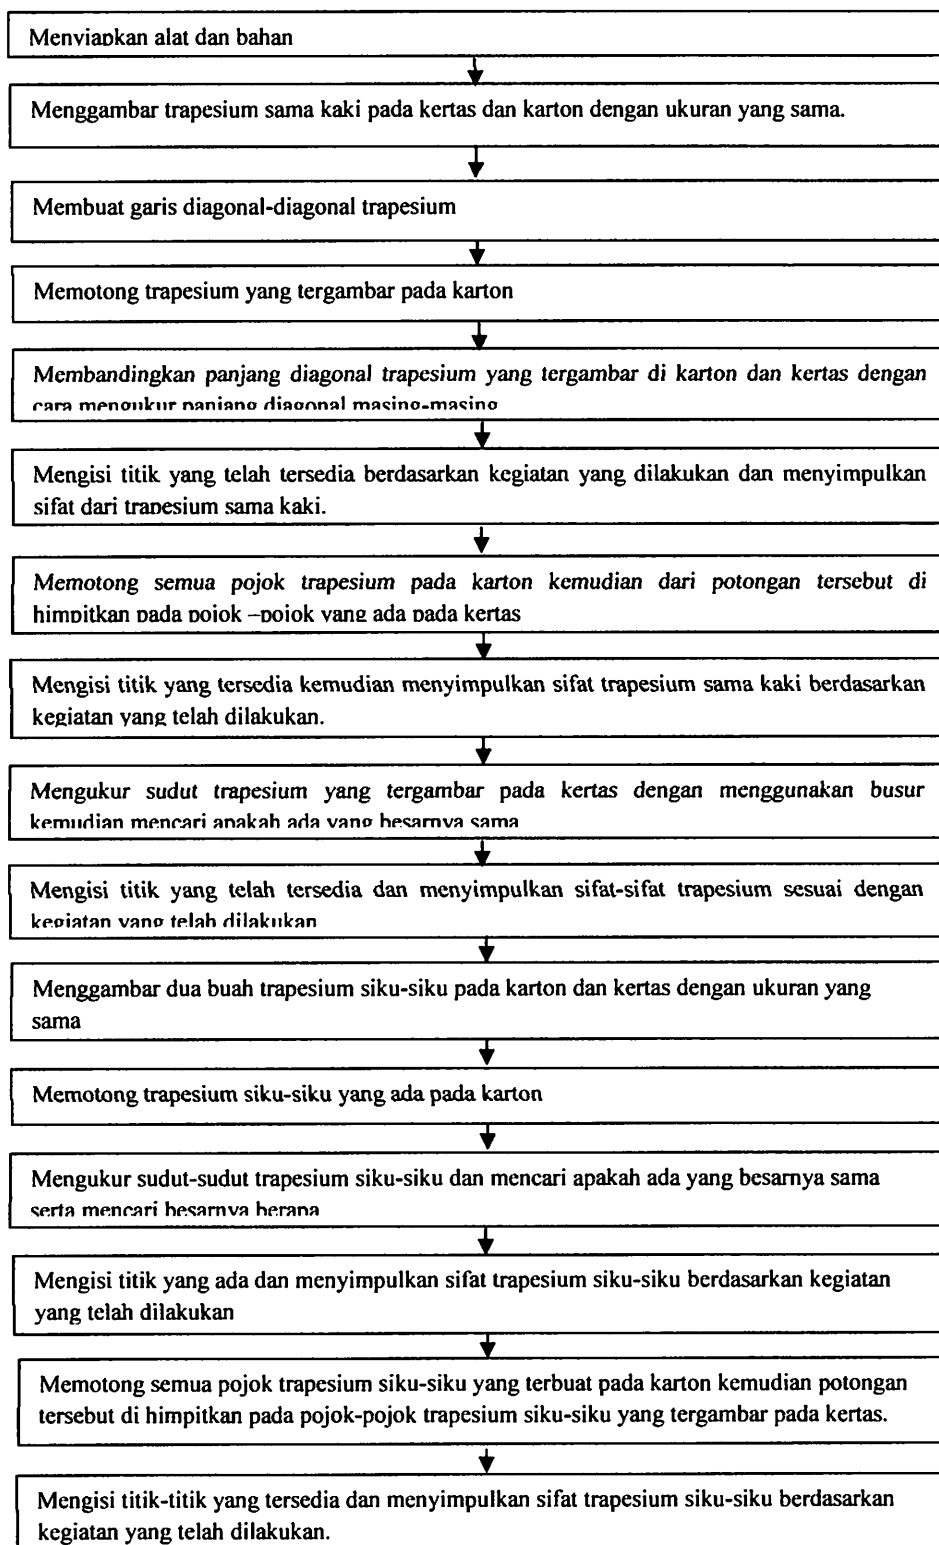 Menyiapkan alat dan bahan
Menggambar trapesium sama kaki pada kertas dan karton dengan ukuran yang sama.
Membuat garis diagonal-diagonal trapesium
Memotong trapesium yang tergambar pada karton
Membandingkan panjang diagonal trapesium yang tergambar di karton dan kertas dengan
cara mengukur panjang diagonal masing-masing
Mengisi titik yang telah tersedia berdasarkan kegiatan yang dilakukan dan menyimpulkan
sifat dari trapesium sama kaki.
Memotong semua pojok trapesium pada karton kemudian dari potongan tersebut di
himpitkan pada pojok –pojok yang ada pada kertas
Mengisi titik yang tersedia kemudian menyimpulkan sifat trapesium sama kaki berdasarkan
kegiatan yang telah dilakukan.
Mengukur sudut trapesium yang tergambar pada kertas dengan menggunakan busur
kemudian mencari apakah ada yang besarnya sama
Mengisi titik yang telah tersedia dan menyimpulkan sifat-sifat trapesium sesuai dengan
kegiatan yang telah dilakukan
Menggambar dua buah trapesium siku-siku pada karton dan kertas dengan ukuran yang
sama
Memotong trapesium siku-siku yang ada pada karton
Mengukur sudut-sudut trapesium siku-siku dan mencari apakah ada yang besarnya sama
serta mencari besarnya berapa
Mengisi titik yang ada dan menyimpulkan sifat trapesium siku-siku berdasarkan kegiatan
yang telah dilakukan
Memotong semua pojok trapesium siku-siku yang terbuat pada karton kemudian potongan
tersebut di himpitkan pada pojok-pojok trapesium siku-siku yang tergambar pada kertas.
Mengisi titik-titik yang tersedia dan menyimpulkan sifat trapesium siku-siku berdasarkan
kegiatan yang telah dilakukan.